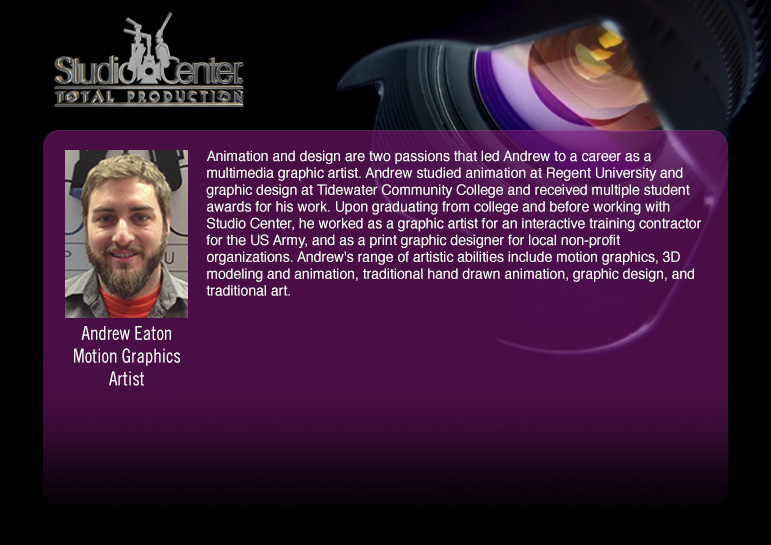 Studio Center
TOTAL PRODUCTION
Animation and design are two passions that led Andrew to a career as a
multimedia graphic artist. Andrew studied animation at Regent University and
graphic design at Tidewater Community College and received multiple student
awards for his work. Upon graduating from college and before working with
Studio Center, he worked as a graphic artist for an interactive training contractor
for the US Army, and as a print graphic designer for local non-profit
organizations. Andrew's range of artistic abilities include motion graphics, 3D
modeling and animation, traditional hand drawn animation, graphic design, and
traditional art.
P U
Andrew Eaton
Motion Graphics
Artist